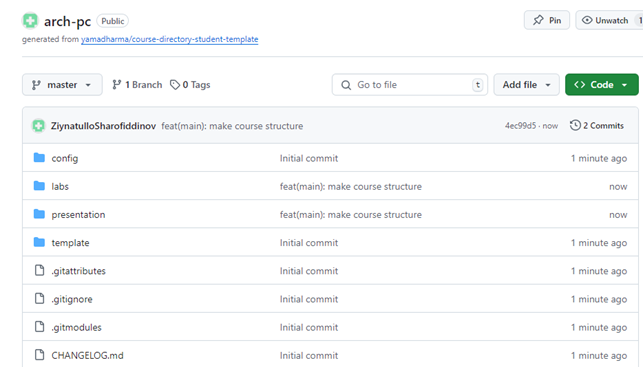 arch-pc Public
Pin
Unwatch 1
generated from yamadharma/course-directory-student-template
master
1 Branch
0 Tags
Go to file
t
Add file
Code
ZiynatulloSharofiddinov feat(main): make course structure 4ec99d5 · now 2 Commits
config Initial commit 1 minute ago
labs feat(main): make course structure now
presentation feat(main): make course structure now
template Initial commit 1 minute ago
.gitattributes Initial commit 1 minute ago
.gitignore Initial commit 1 minute ago
.gitmodules Initial commit 1 minute ago
CHANGELOG.md Initial commit 1 minute ago